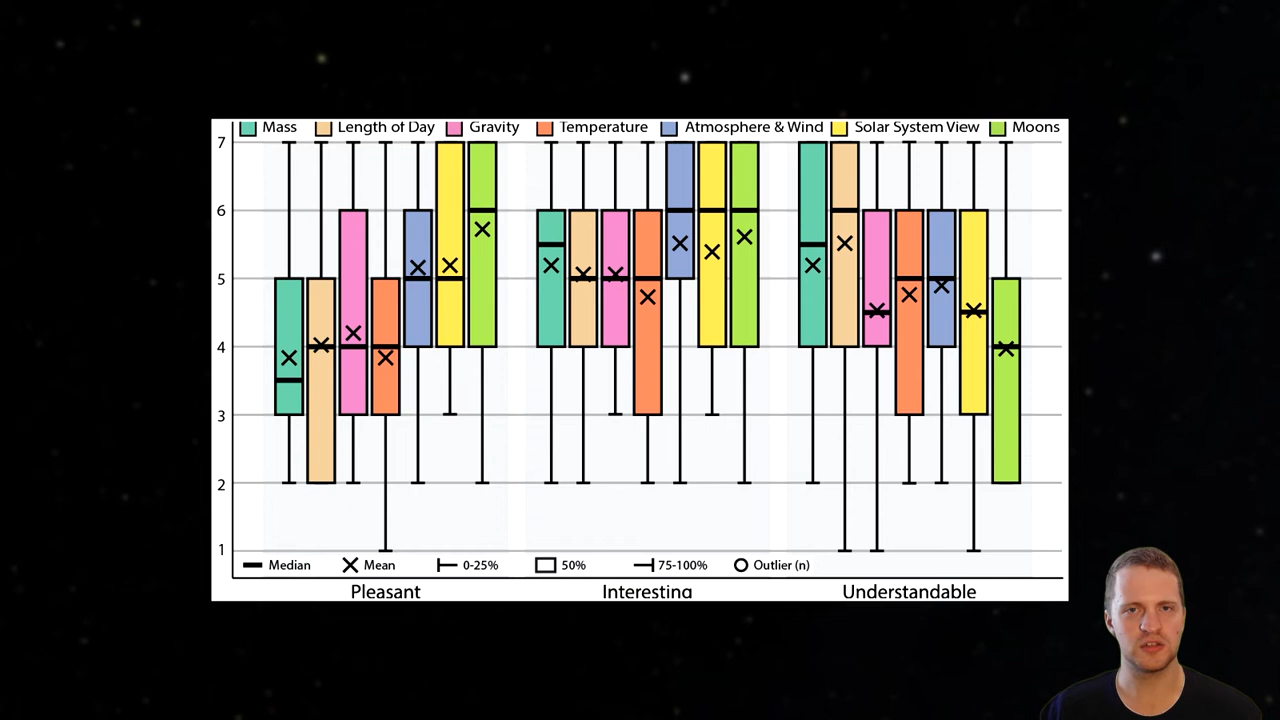 Mass Length of Day Gravity Temperature Atmosphere & Wind Solar System View Moons
7
6
5
4
3
2
1
Median Mean 0-25% 50% 75-100% Outlier (n)
Pleasant Interesting Understandable